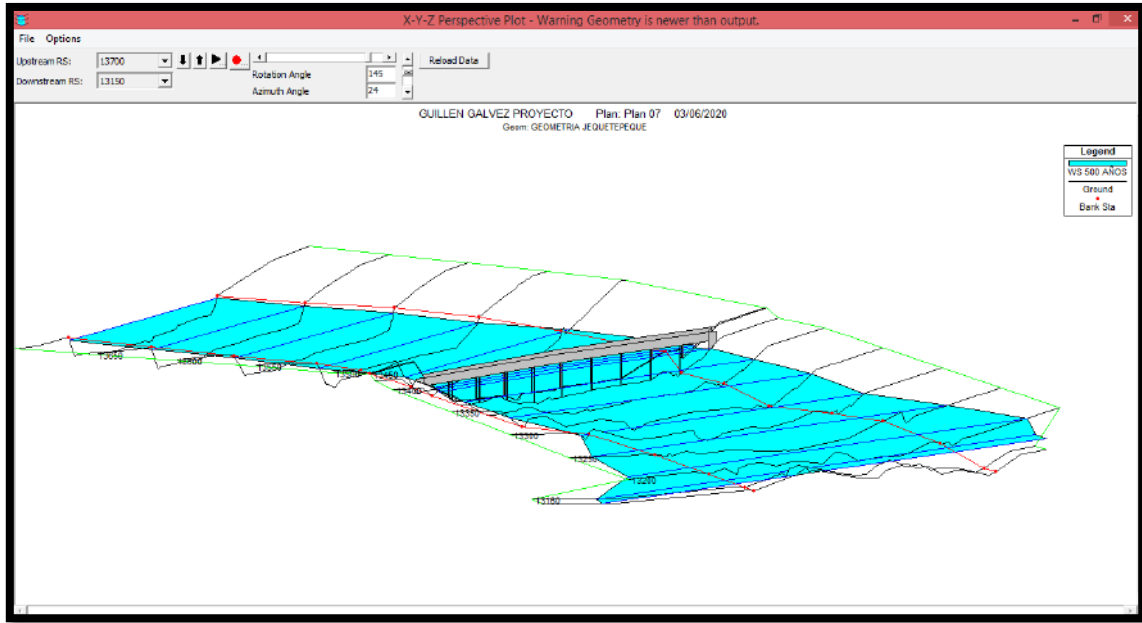 X-Y-Z Perspective Plot - Warning Geometry is newer than output.
File Options
Upstream RS: 13700
Downstream RS: 13150
Rotation Angle 145
Azimuth Angle 24
Reload Data
GUILLEN GALVEZ PROYECTO Plan: Plan 07 03/06/2020
Geom: GEOMETRIA JEQUETEPEQUE
Legend
WS 500 AÑOS
Ground
Bank Sta
13650
13400
13350
13300
13250
13200